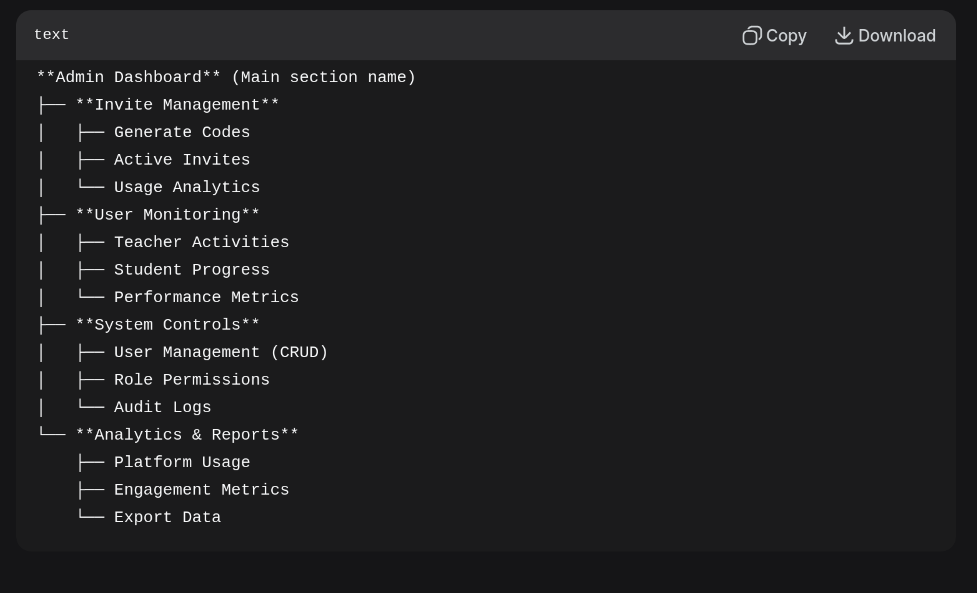 text
Copy
Download
**Admin Dashboard** (Main section name)
├── **Invite Management**
│   ├── Generate Codes
│   ├── Active Invites
│   └── Usage Analytics
├── **User Monitoring**
│   ├── Teacher Activities
│   ├── Student Progress
│   └── Performance Metrics
├── **System Controls**
│   ├── User Management (CRUD)
│   ├── Role Permissions
│   └── Audit Logs
└── **Analytics & Reports**
    ├── Platform Usage
    ├── Engagement Metrics
    └── Export Data